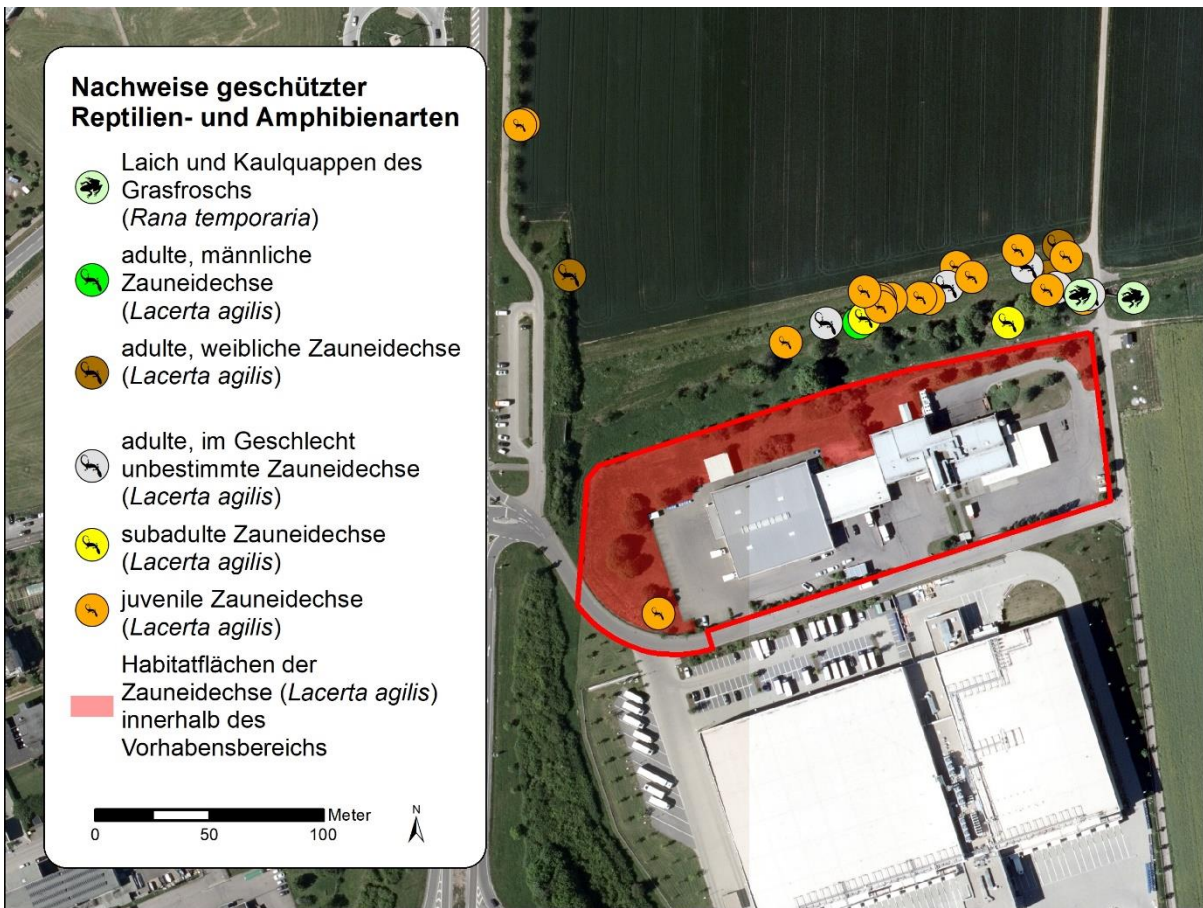 Nachweise geschützter
Reptilien- und Amphibienarten
Laich und Kaulquappen des
Grasfroschs
(Rana temporaria)
adulte, männliche
Zauneidechse
(Lacerta agilis)
adulte, weibliche Zauneidechse
(Lacerta agilis)
adulte, im Geschlecht
unbestimmte Zauneidechse
(Lacerta agilis)
subadulte Zauneidechse
(Lacerta agilis)
juvenile Zauneidechse
(Lacerta agilis)
Habitatflächen der
Zauneidechse (Lacerta agilis)
innerhalb des
Vorhabensbereichs
Meter
0 50 100
N